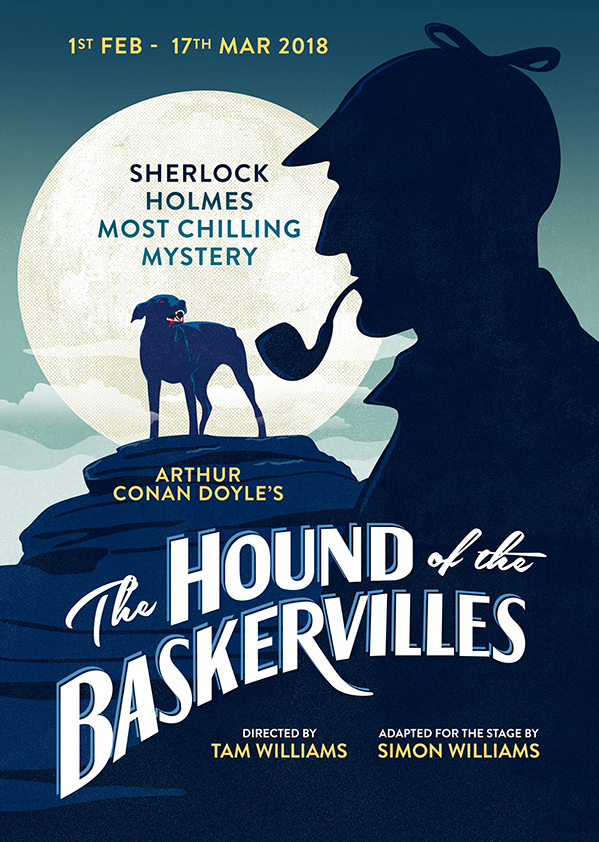 1ST FEB - 17TH MAR 2018
SHERLOCK
HOLMES
MOST CHILLING
MYSTERY
ARTHUR
CONAN DOYLE'S
The HOUND of the
BASKERVILLES
DIRECTED BY
TAM WILLIAMS
ADAPTED FOR THE STAGE BY
SIMON WILLIAMS